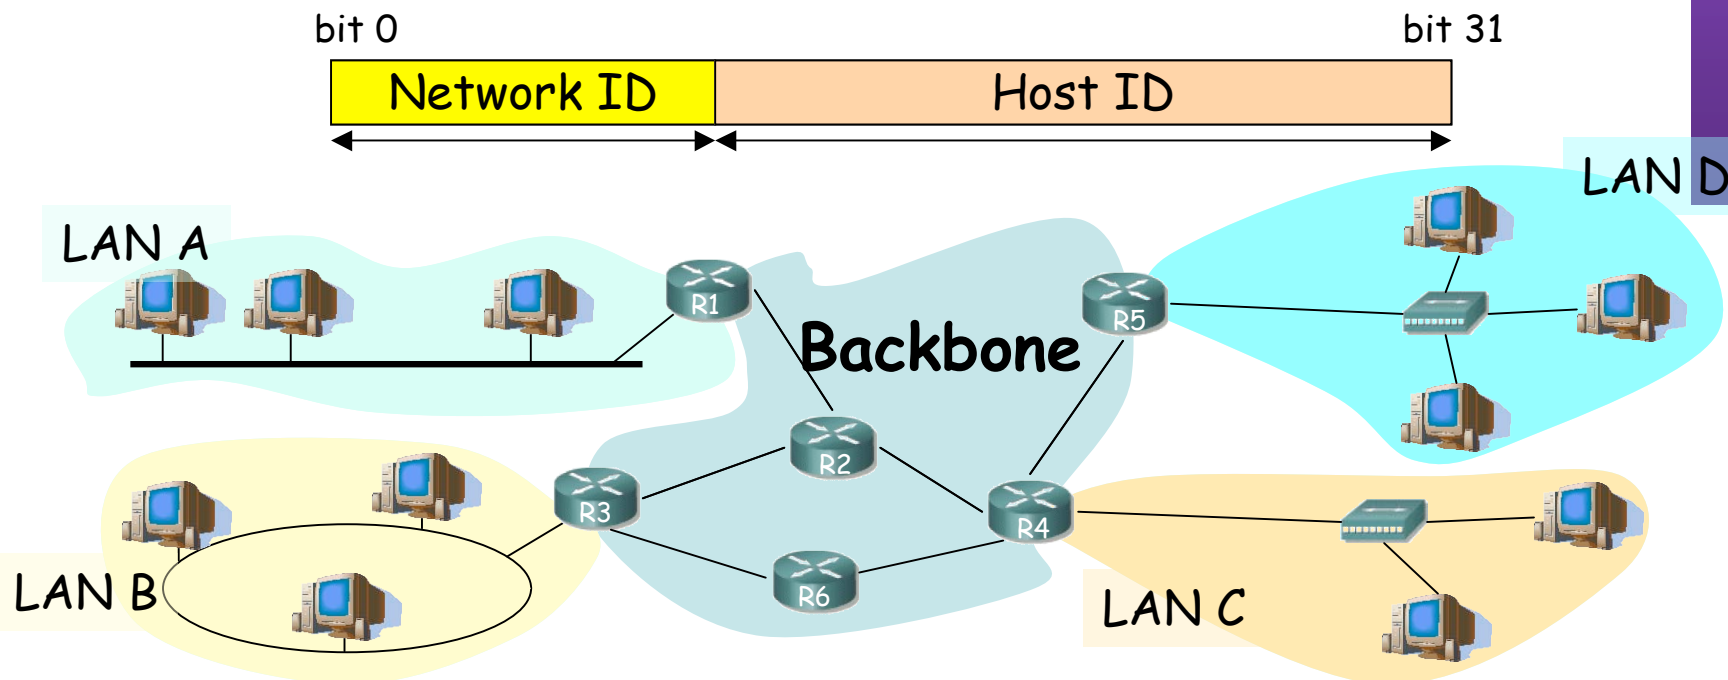 bit 0
bit 31
Network ID
Host ID
LAN D
LAN A
R1
R5
Backbone
R2
R3
R4
R6
LAN B
LAN C